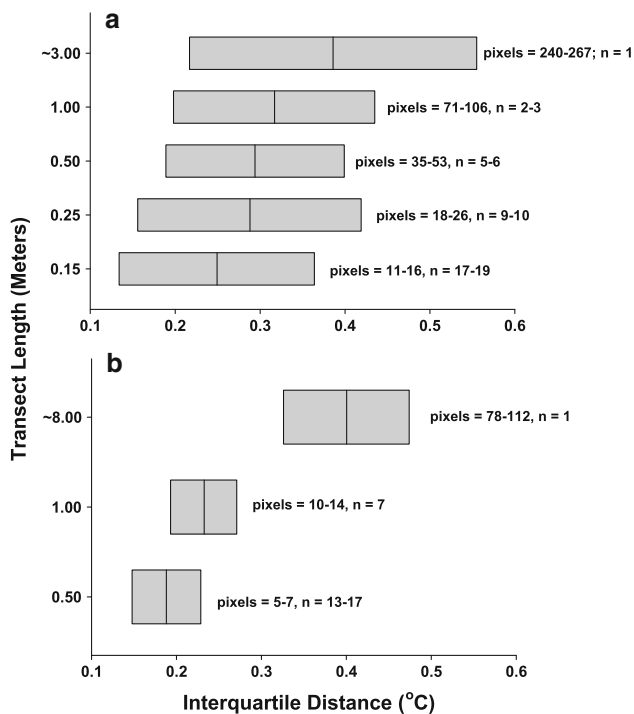 a
~3.00
pixels = 240-267; n = 1
1.00
pixels = 71-106, n = 2-3
0.50
pixels = 35-53, n = 5-6
0.25
pixels = 18-26, n = 9-10
0.15
pixels = 11-16, n = 17-19
0.1 0.2 0.3 0.4 0.5 0.6
Transect Length (Meters)
b
~8.00
pixels = 78-112, n = 1
1.00
pixels = 10-14, n = 7
0.50
pixels = 5-7, n = 13-17
0.1 0.2 0.3 0.4 0.5 0.6
Interquartile Distance (°C)